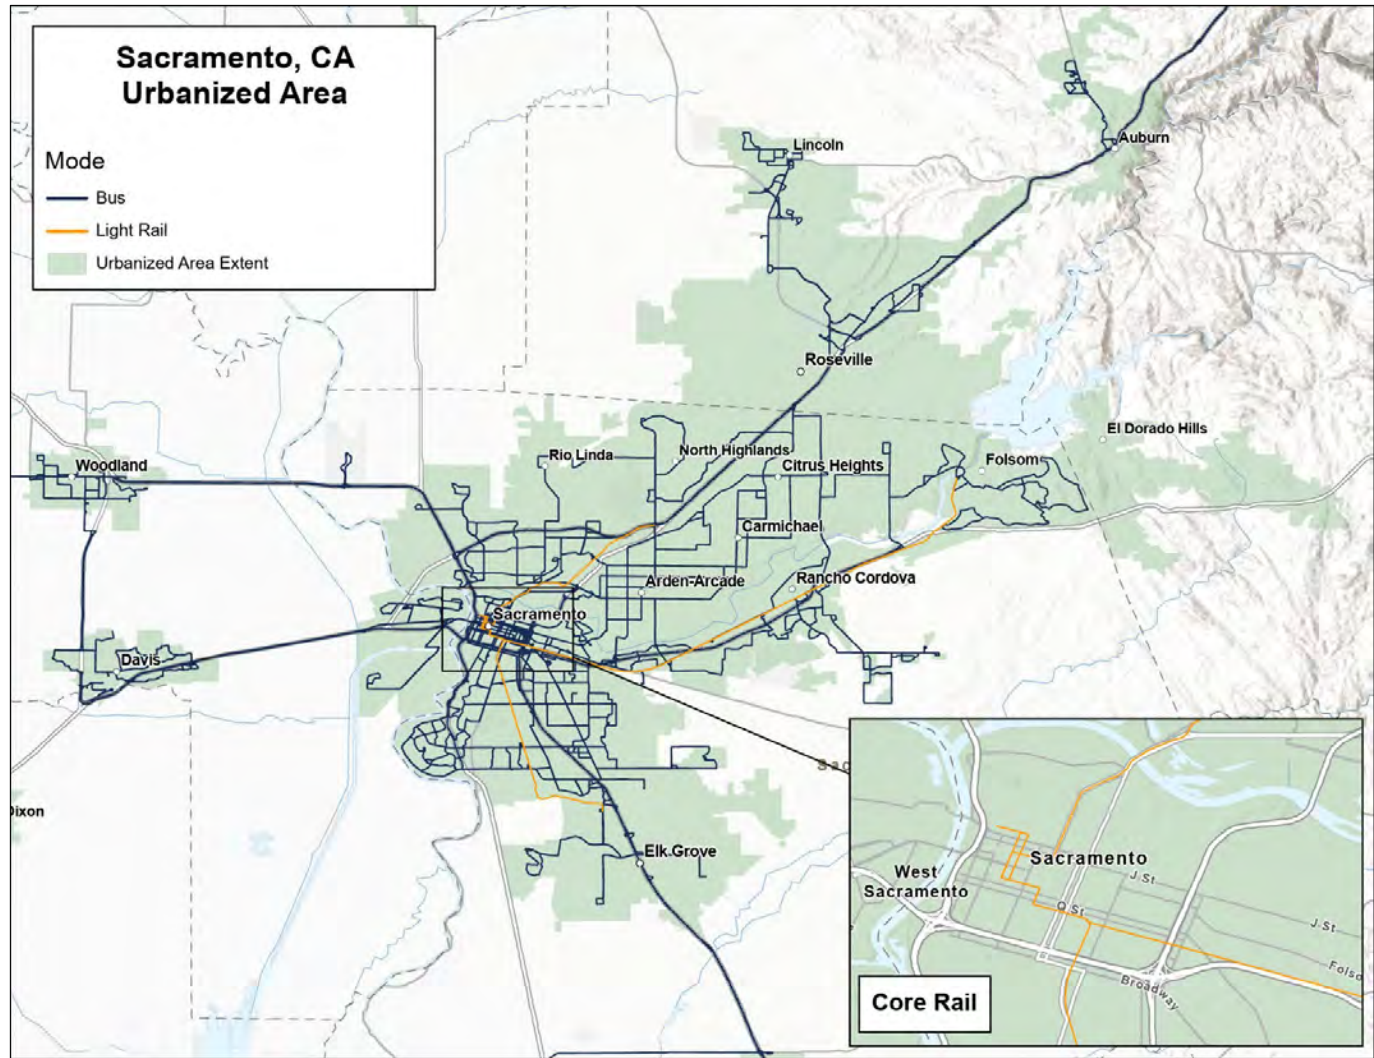 Sacramento, CA
Urbanized Area
Mode
Bus
Light Rail
Urbanized Area Extent
Auburn
Lincoln
Roseville
El Dorado Hills
Rio Linda
North Highlands
Citrus Heights
Folsom
Woodland
Carmichael
Arden-Arcade
Rancho Cordova
Sacramento
Davis
Sac
Dixon
Elk Grove
West
Sacramento
Sacramento
J St
Q St
J St
Folso
Broadway
Core Rail